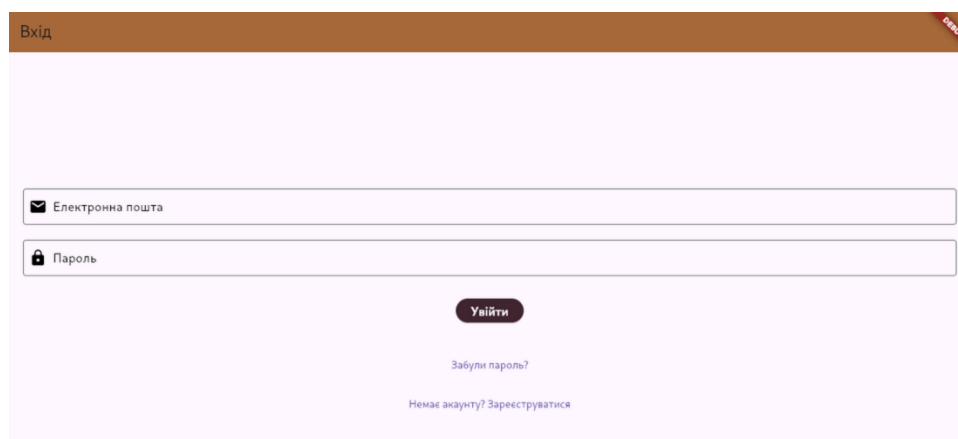 Вхід
Електронна пошта
Пароль
Увійти
Забули пароль?
Немає акаунту? Зареєструватися